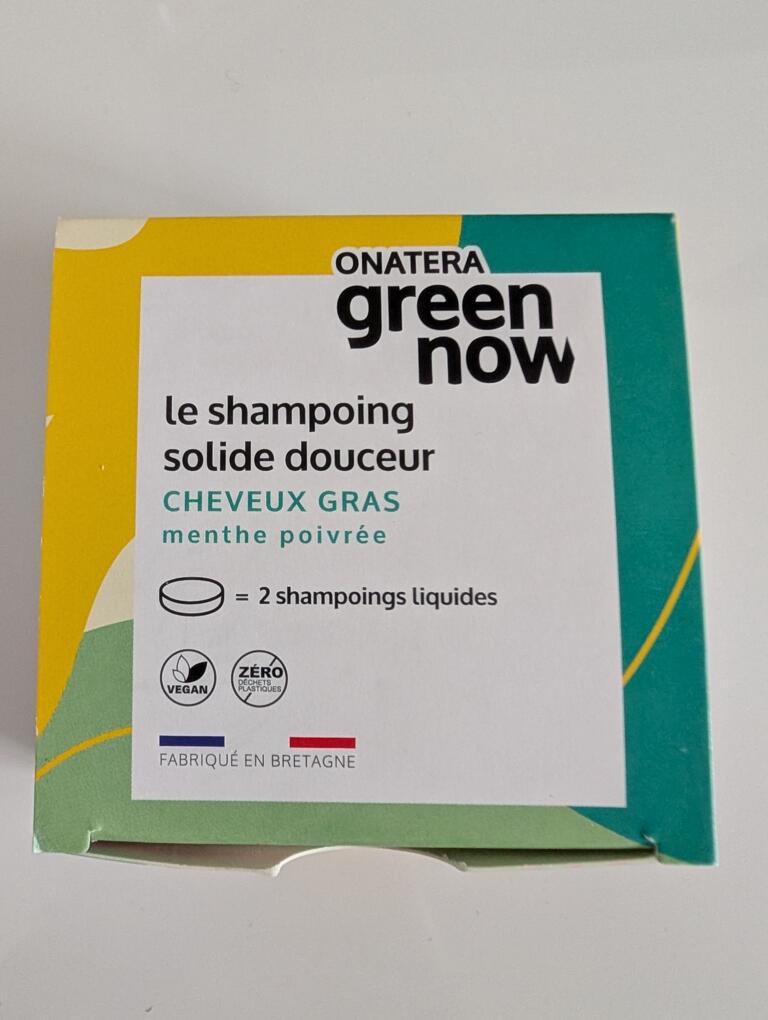 ONATERA
green
now
le shampoing
solide douceur
CHEVEUX GRAS
menthe poivrée
= 2 shampoings liquides
VEGAN
ZÉRO
DÉCHETS
PLASTIQUES
FABRIQUÉ EN BRETAGNE